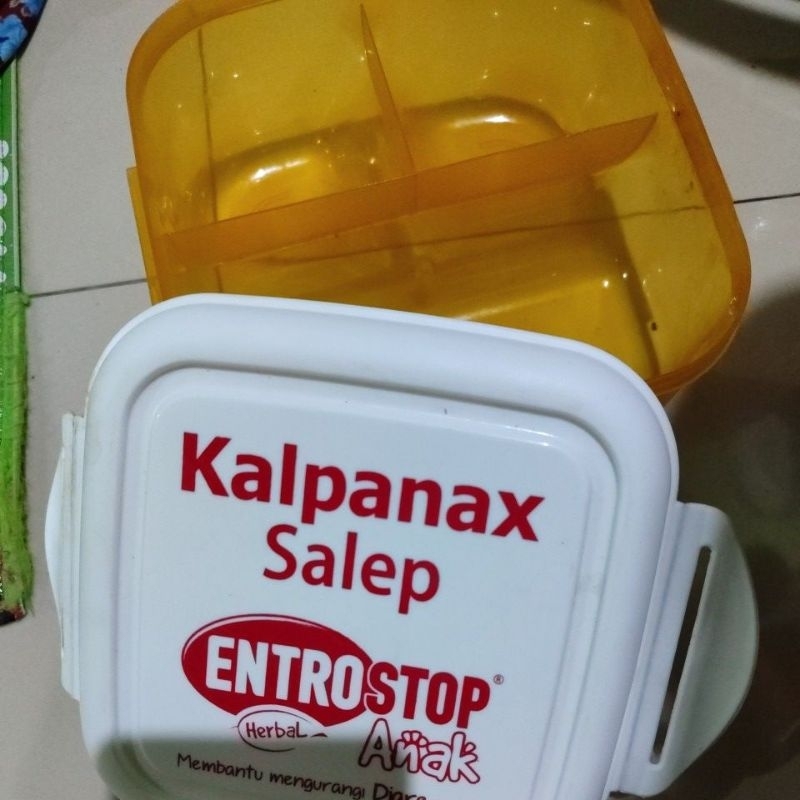 Kalpanax
Salep
ENTROSTOP®
Herbal
Anak
Membantu mengurangi